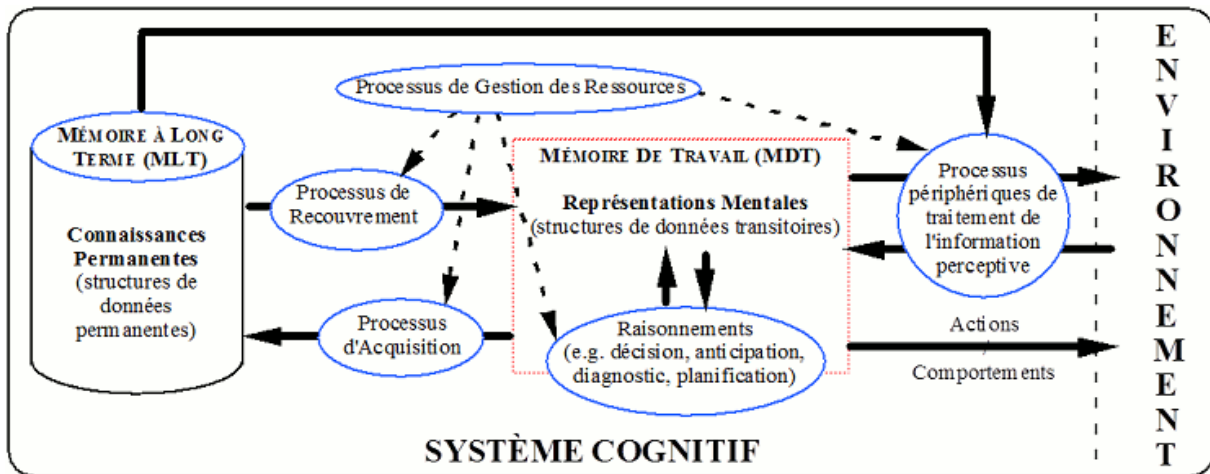 Processus de Gestion des Ressources
MÉMOIRE À LONG
TERME (MLT)
Connaissances
Permanentes
(structures de
données
permanentes)
Processus de
Recouvrement
Processus
d'Acquisition
MÉMOIRE DE TRAVAIL (MDT)
Représentations Mentales
(structures de données transitoires)
Raisonnements
(e.g. décision, anticipation,
diagnostic, planification)
Processus
périphériques de
traitement de
l'information
perceptive
Actions
Comportements
SYSTÈME COGNITIF
ENVIRONNEMENT